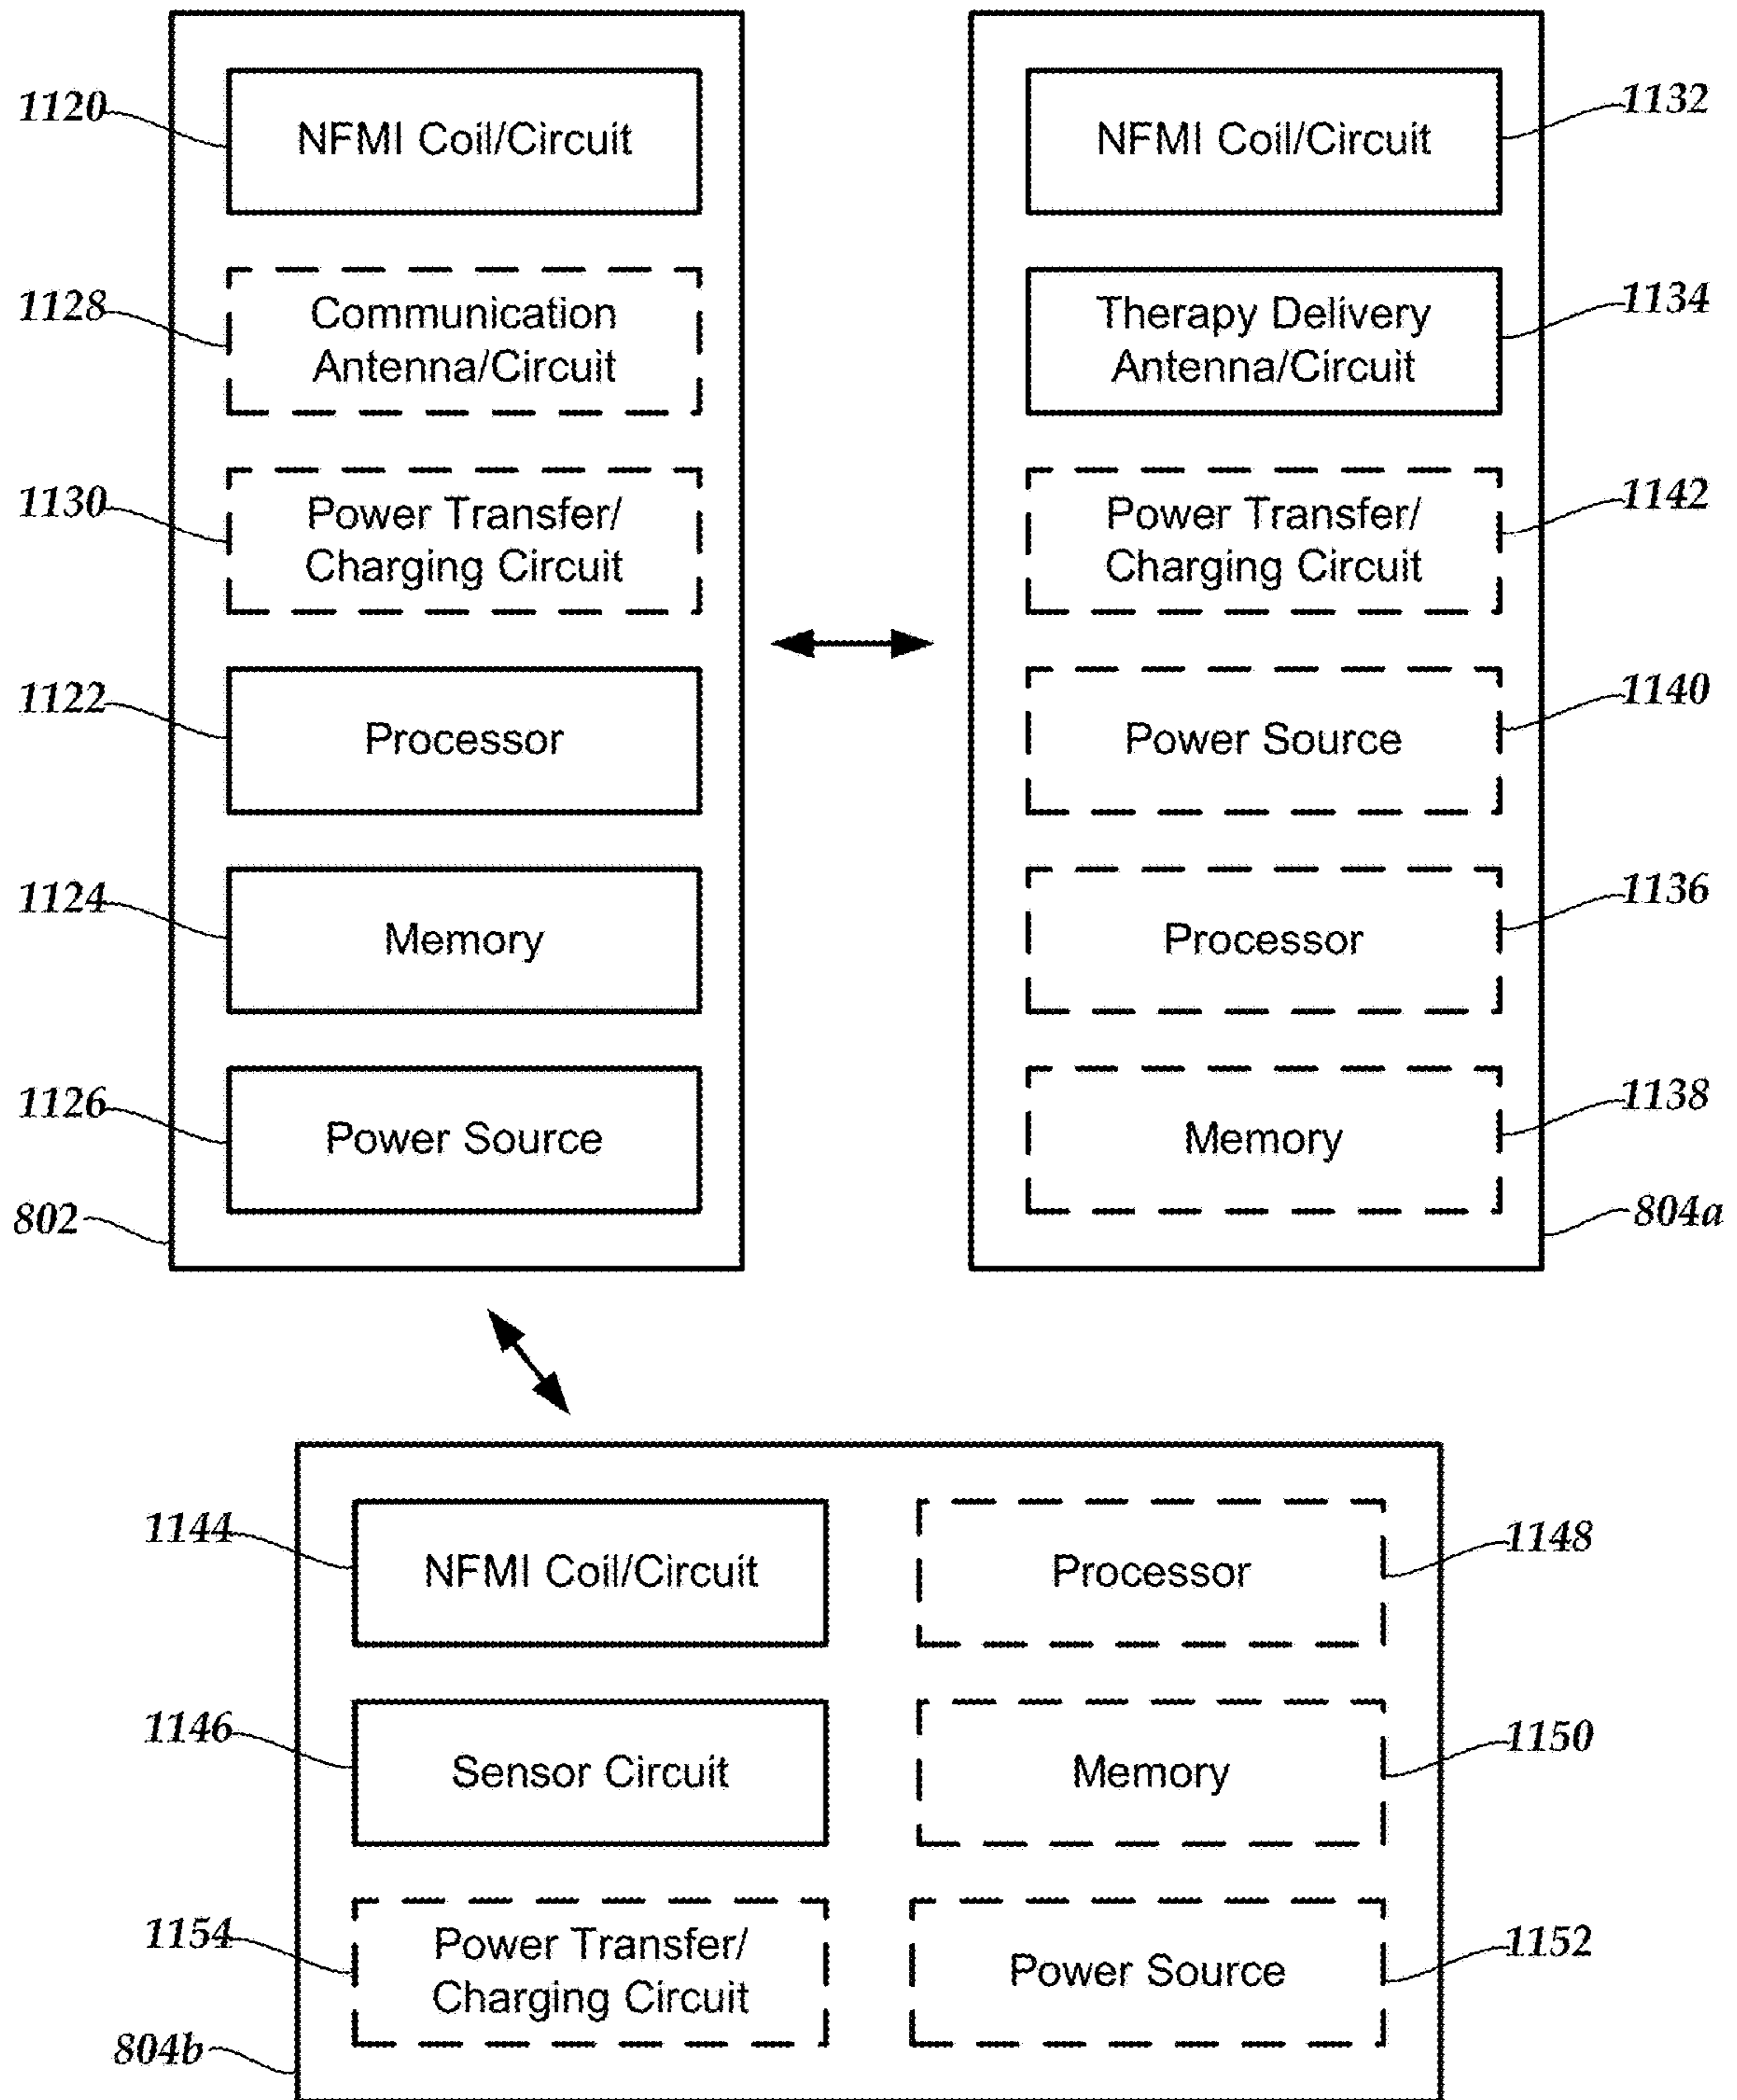 1120
NFMI Coil/Circuit
1128
Communication
Antenna/Circuit
1130
Power Transfer/
Charging Circuit
1122
Processor
1124
Memory
1126
Power Source
802
NFMI Coil/Circuit
1132
Therapy Delivery
Antenna/Circuit
1134
Power Transfer/
Charging Circuit
1142
Power Source
1140
Processor
1136
Memory
1138
804a
1144
NFMI Coil/Circuit
Processor
1148
1146
Sensor Circuit
Memory
1150
1154
Power Transfer/
Charging Circuit
Power Source
1152
804b